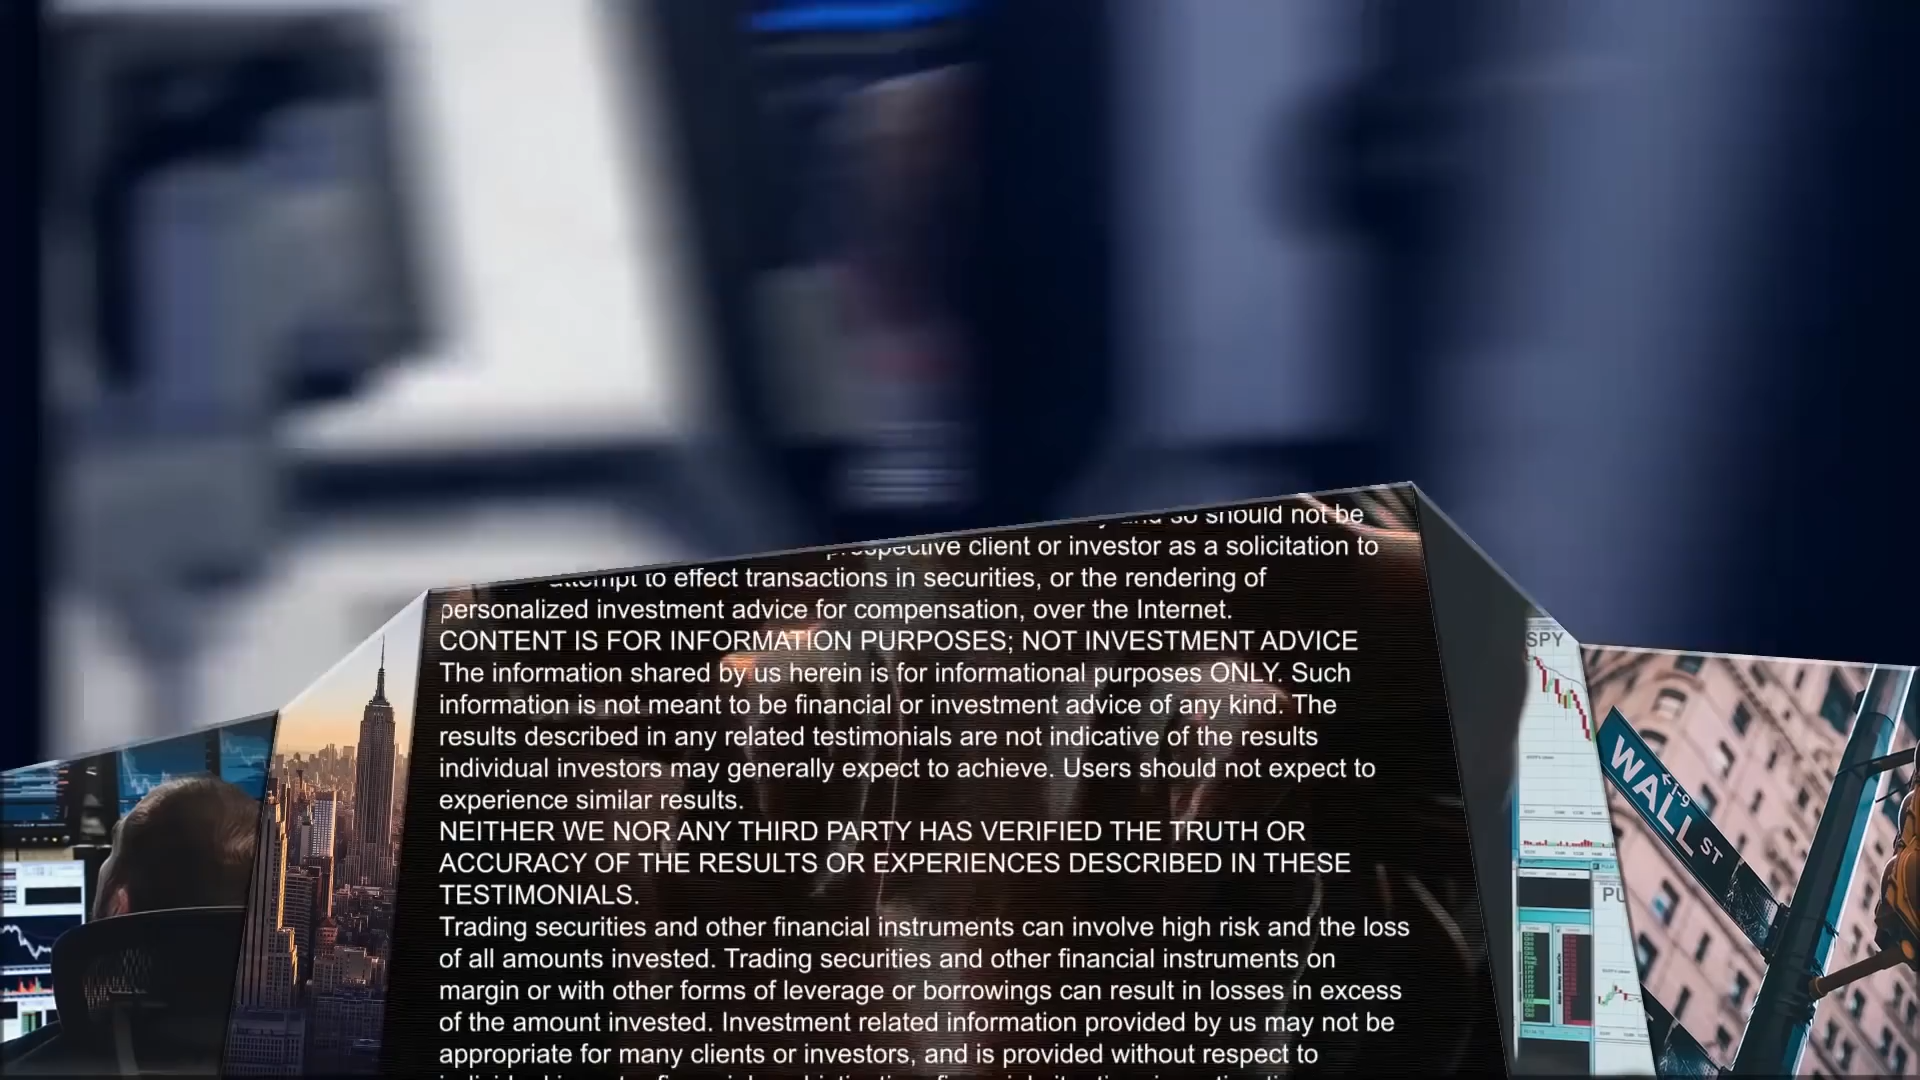 so should not be
client or investor as a solicitation to
to effect transactions in securities, or the rendering of
personalized investment advice for compensation, over the Internet.
CONTENT IS FOR INFORMATION PURPOSES; NOT INVESTMENT ADVICE
The information shared by us herein is for informational purposes ONLY. Such
information is not meant to be financial or investment advice of any kind. The
results described in any related testimonials are not indicative of the results
individual investors may generally expect to achieve. Users should not expect to
experience similar results.
NEITHER WE NOR ANY THIRD PARTY HAS VERIFIED THE TRUTH OR
ACCURACY OF THE RESULTS OR EXPERIENCES DESCRIBED IN THESE
TESTIMONIALS.
Trading securities and other financial instruments can involve high risk and the loss
of all amounts invested. Trading securities and other financial instruments on
margin or with other forms of leverage or borrowings can result in losses in excess
of the amount invested. Investment related information provided by us may not be
appropriate for many clients or investors, and is provided without respect to
SPY
WALL ST
←1-9